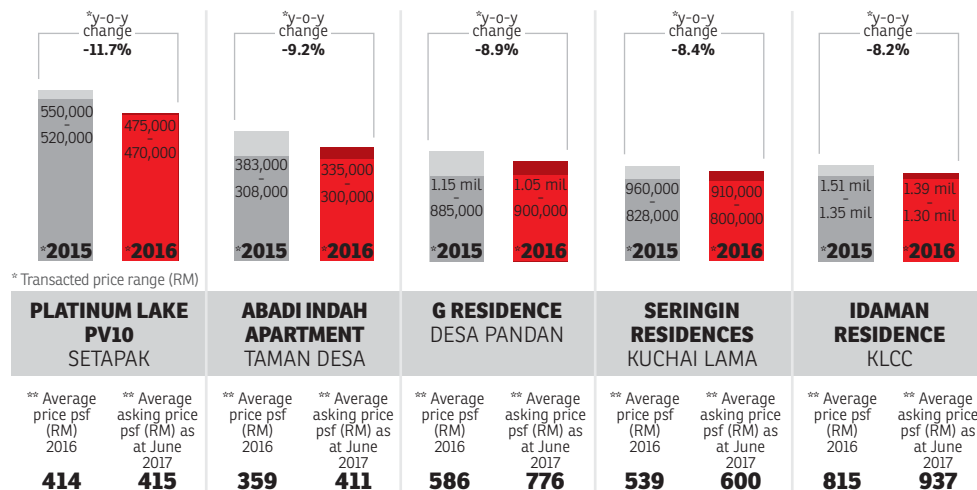 *y-o-y
change
-11.7%
550,000
–
520,000
475,000
–
470,000
*2015
*2016
* Transacted price range (RM)
PLATINUM LAKE
PV10
SETAPAK
** Average
price psf
(RM)
2016
414
** Average
asking price
psf (RM) as
at June
2017
415
*y-o-y
change
-9.2%
383,000
–
308,000
335,000
–
300,000
*2015
*2016
ABADI INDAH
APARTMENT
TAMAN DESA
** Average
price psf
(RM)
2016
359
** Average
asking price
psf (RM) as
at June
2017
411
*y-o-y
change
-8.9%
1.15 mil
–
885,000
1.05 mil
–
900,000
*2015
*2016
G RESIDENCE
DESA PANDAN
** Average
price psf
(RM)
2016
586
** Average
asking price
psf (RM) as
at June
2017
776
*y-o-y
change
-8.4%
960,000
–
828,000
910,000
–
800,000
*2015
*2016
SERINGIN
RESIDENCES
KUCHAI LAMA
** Average
price psf
(RM)
2016
539
** Average
asking price
psf (RM) as
at June
2017
600
*y-o-y
change
-8.2%
1.51 mil
–
1.35 mil
1.39 mil
–
1.30 mil
*2015
*2016
IDAMAN
RESIDENCE
KLCC
** Average
price psf
(RM)
2016
815
** Average
asking price
psf (RM) as
at June
2017
937